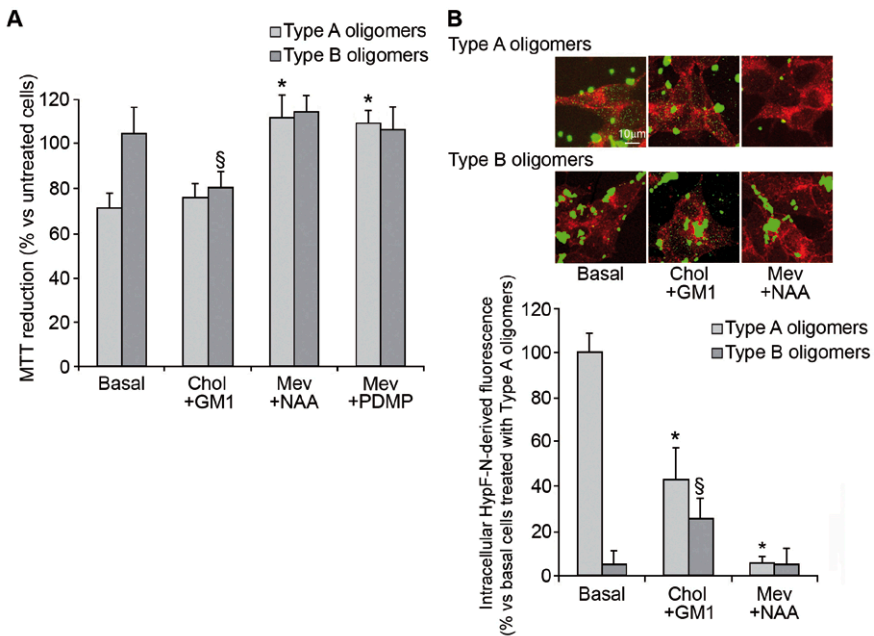 A
Type A oligomers
Type B oligomers
MTT reduction (% vs untreated cells)
120
100
80
60
40
20
0
*
*
§
Basal
Chol
+GM1
Mev
+NAA
Mev
+PDMP
B
Type A oligomers
10μm
Type B oligomers
Basal
Chol
+GM1
Mev
+NAA
Intracellular HypF-N-derived fluorescence
(% vs basal cells treated with Type A oligomers)
120
100
80
60
40
20
0
Type A oligomers
Type B oligomers
*
§
*
Basal
Chol
+GM1
Mev
+NAA